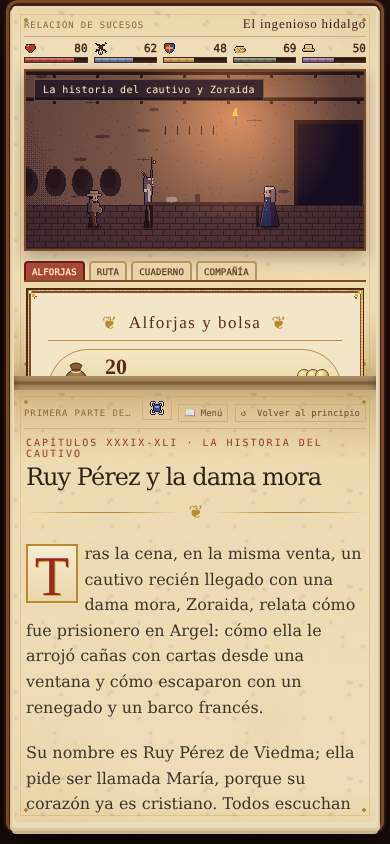 RELACIÓN DE SUCESOS El ingenioso hidalgo
80 62 48 69 50
La historia del cautivo y Zoraida
ALFORJAS RUTA CUADERNO COMPAÑÍA
Alforjas y bolsa
20
PRIMERA PARTE DE… 📖 Menú ↺ Volver al principio
CAPÍTULOS XXXIX-XLI · LA HISTORIA DEL
CAUTIVO
Ruy Pérez y la dama mora
Tras la cena, en la misma venta, un
cautivo recién llegado con una
dama mora, Zoraida, relata cómo
fue prisionero en Argel: cómo ella le
arrojó cañas con cartas desde una
ventana y cómo escaparon con un
renegado y un barco francés.
Su nombre es Ruy Pérez de Viedma; ella
pide ser llamada María, porque su
corazón ya es cristiano. Todos escuchan